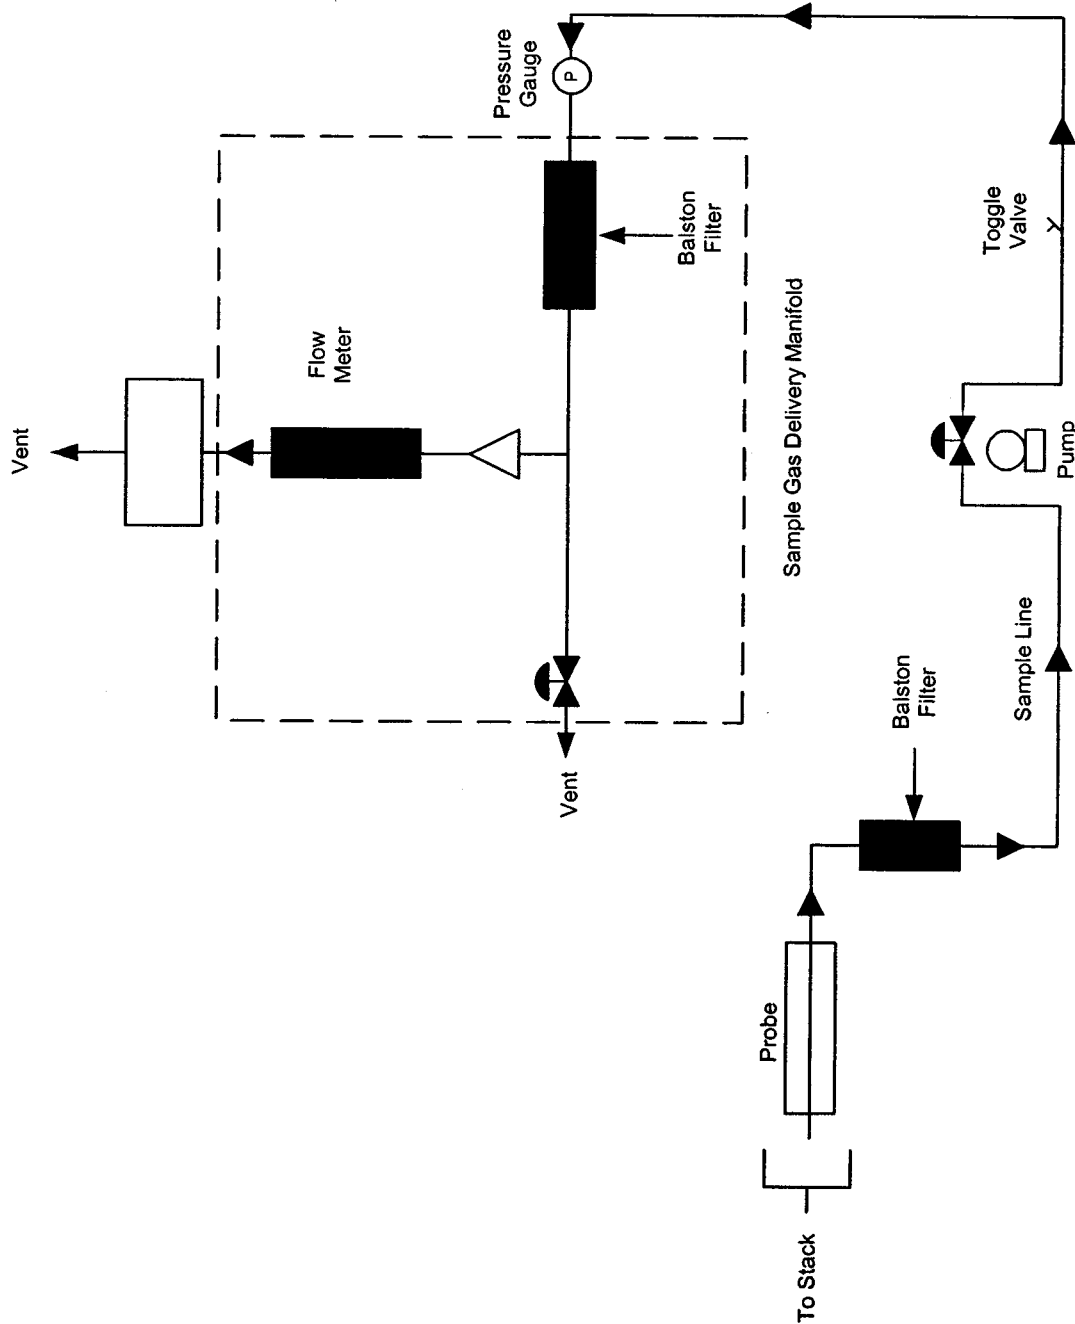 Vent
Pressure
Gauge
P
Flow
Meter
Balston
Filter
Vent
Sample Gas Delivery Manifold
Toggle
Valve
Pump
Sample Line
Balston
Filter
Probe
To Stack